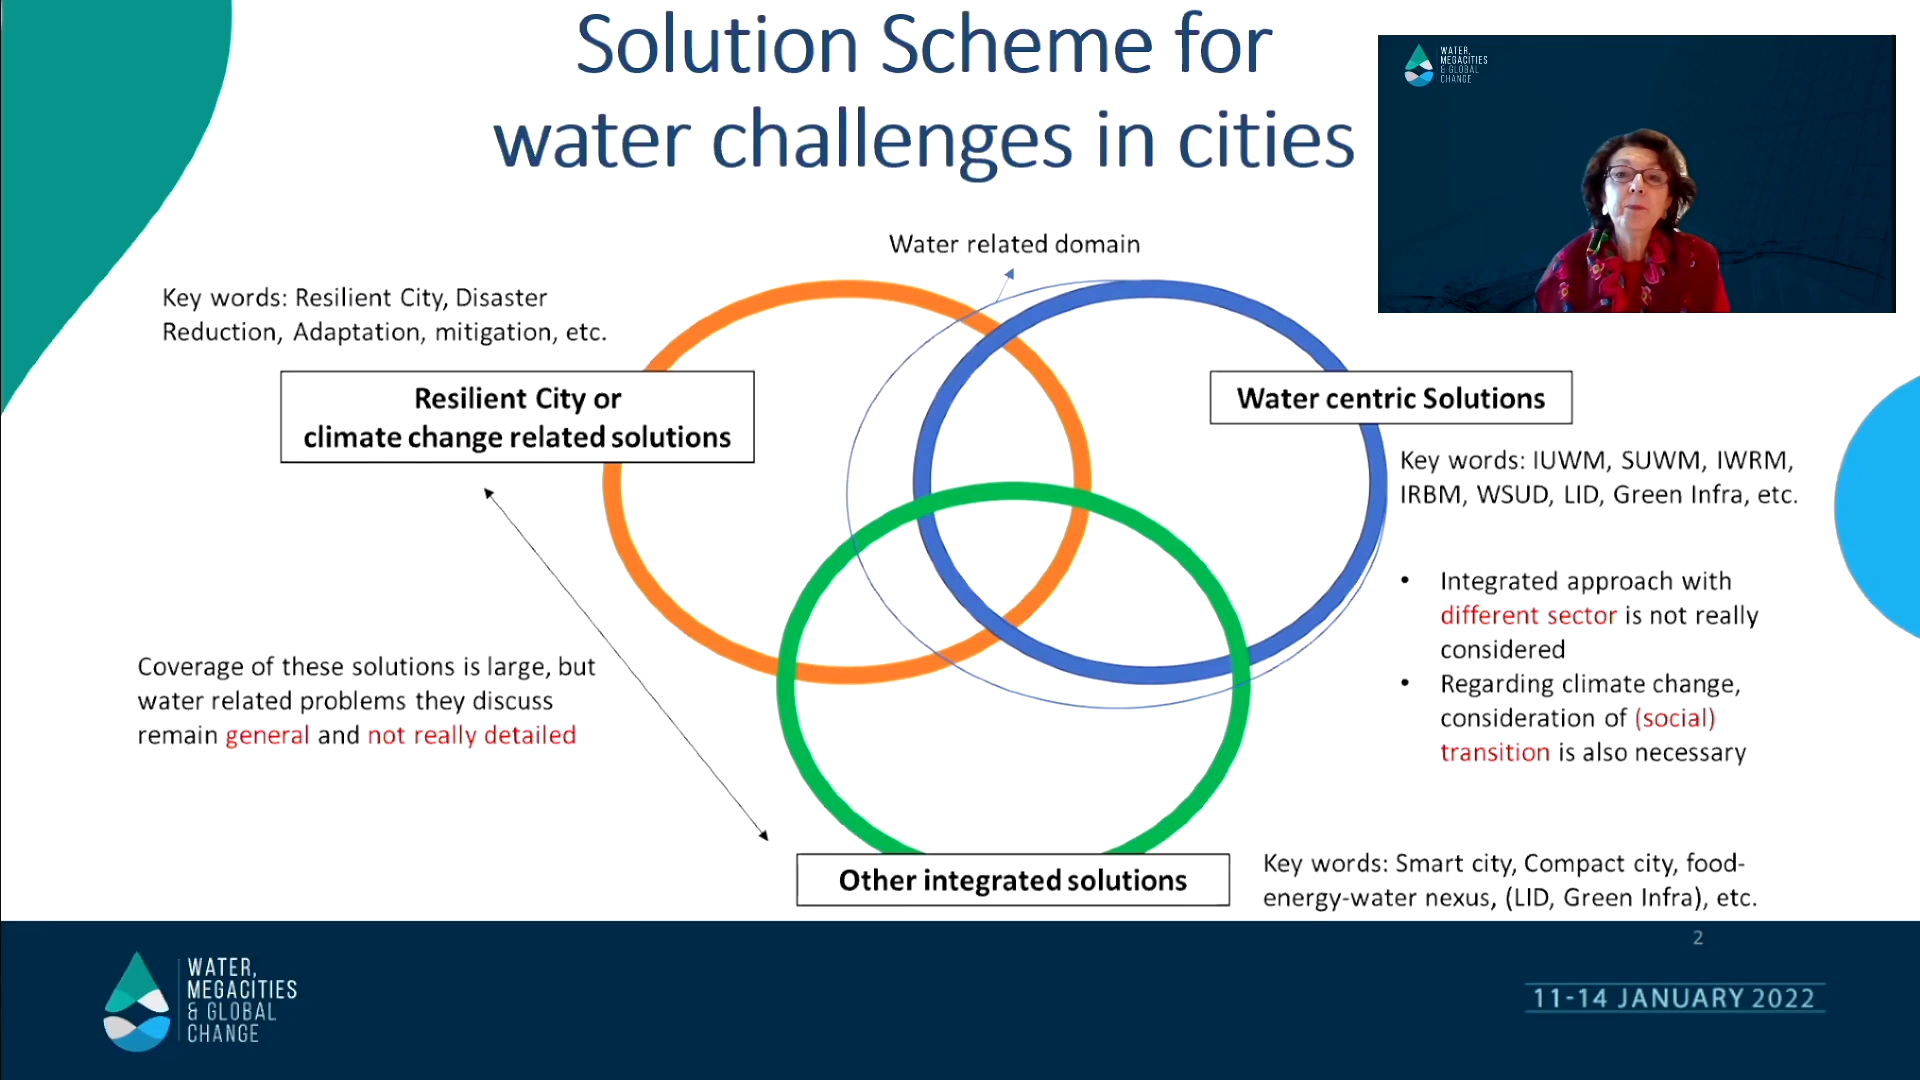 Solution Scheme for
water challenges in cities
WATER,
MEGACITIES
& GLOBAL
CHANGE
Water related domain
Key words: Resilient City, Disaster
Reduction, Adaptation, mitigation, etc.
Resilient City or
climate change related solutions
Water centric Solutions
Key words: IUWM, SUWM, IWRM,
IRBM, WSUD, LID, Green Infra, etc.
• Integrated approach with
different sector is not really
considered
• Regarding climate change,
consideration of (social)
transition is also necessary
Coverage of these solutions is large, but
water related problems they discuss
remain general and not really detailed
Other integrated solutions
Key words: Smart city, Compact city, food-
energy-water nexus, (LID, Green Infra), etc.
2
WATER,
MEGACITIES
& GLOBAL
CHANGE
11-14 JANUARY 2022